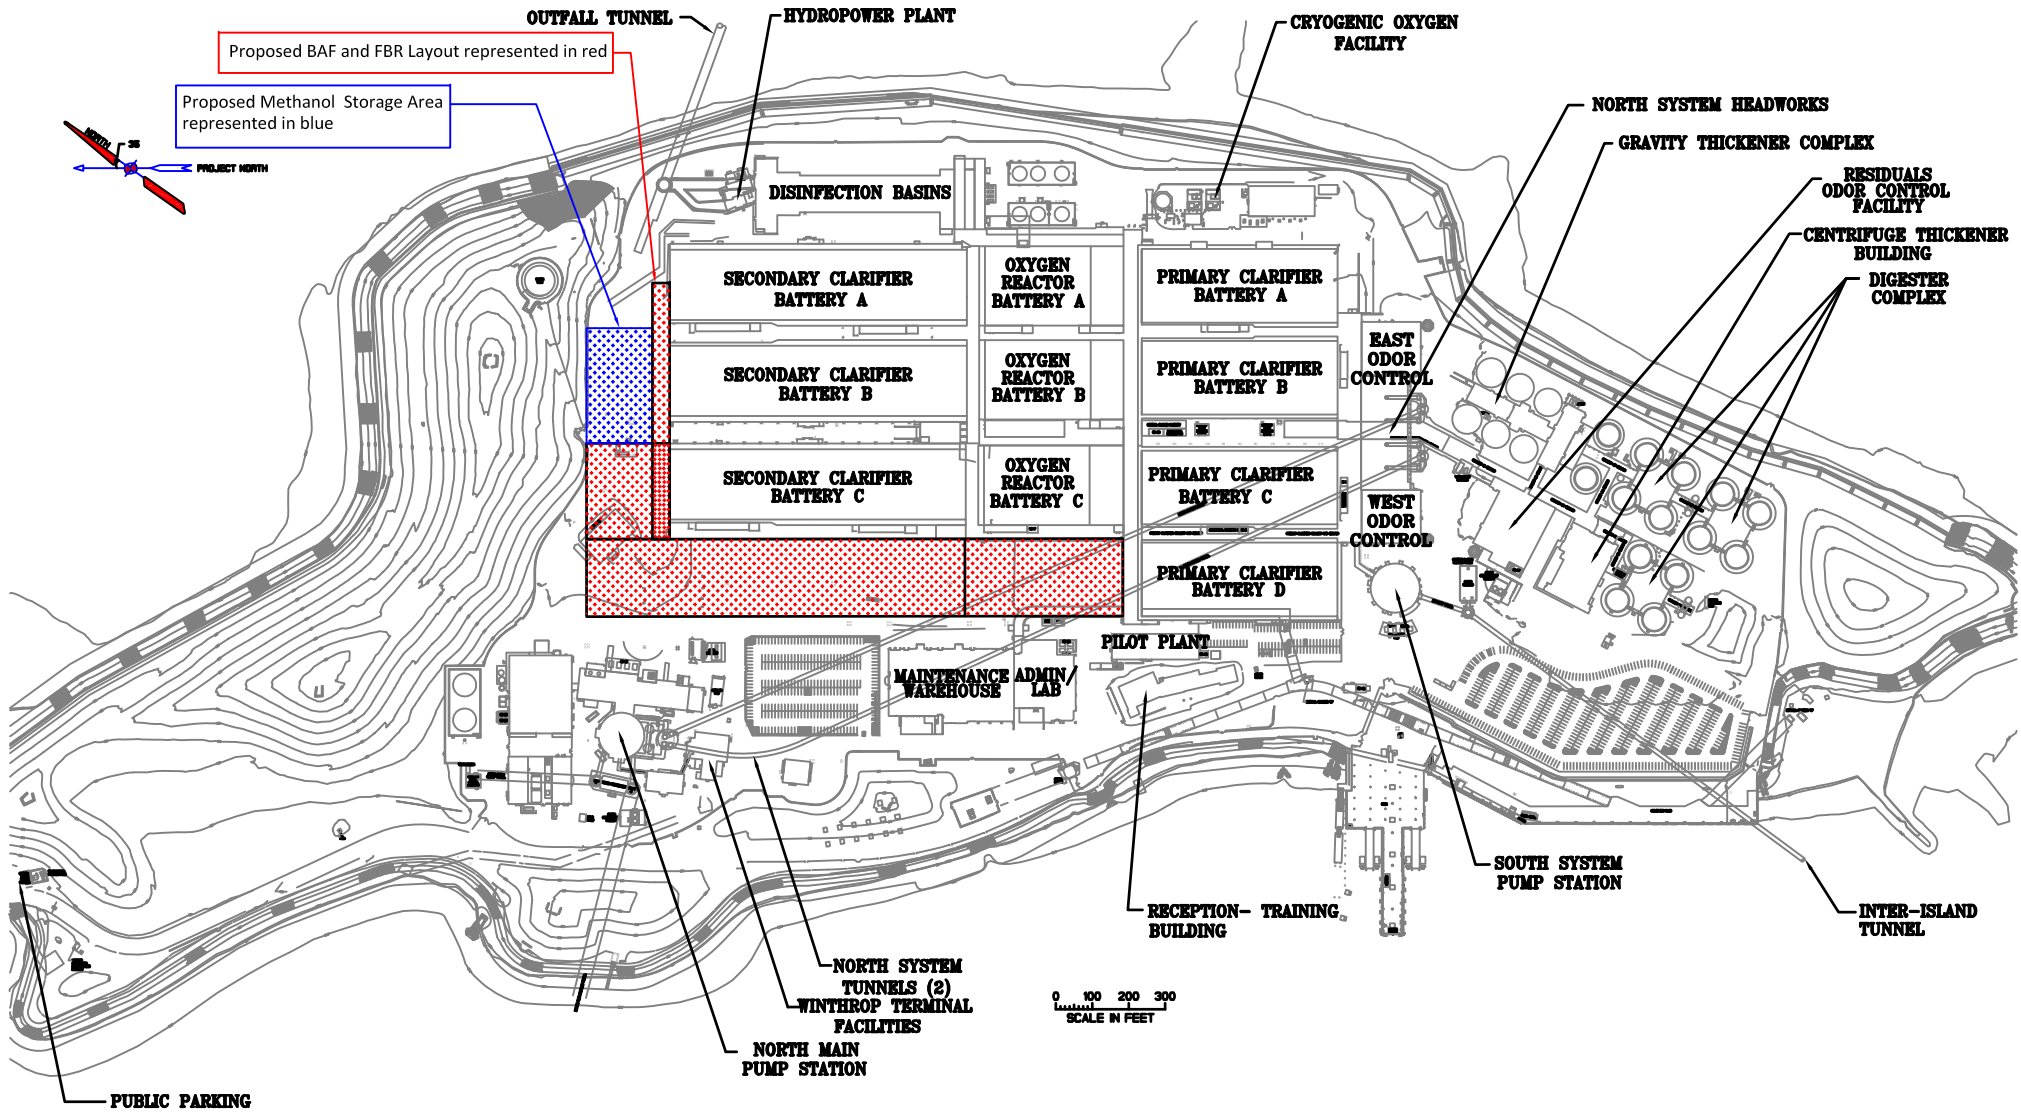 OUTFALL TUNNEL
HYDROPOWER PLANT
CRYOGENIC OXYGEN
FACILITY
Proposed BAF and FBR Layout represented in red
Proposed Methanol Storage Area
represented in blue
NORTH
35
PROJECT NORTH
NORTH SYSTEM HEADWORKS
GRAVITY THICKENER COMPLEX
RESIDUALS
ODOR CONTROL
FACILITY
CENTRIFUGE THICKENER
BUILDING
DIGESTER
COMPLEX
DISINFECTION BASINS
SECONDARY CLARIFIER
BATTERY A
OXYGEN
REACTOR
BATTERY A
PRIMARY CLARIFIER
BATTERY A
EAST
ODOR
CONTROL
SECONDARY CLARIFIER
BATTERY B
OXYGEN
REACTOR
BATTERY B
PRIMARY CLARIFIER
BATTERY B
SECONDARY CLARIFIER
BATTERY C
OXYGEN
REACTOR
BATTERY C
PRIMARY CLARIFIER
BATTERY C
WEST
ODOR
CONTROL
PRIMARY CLARIFIER
BATTERY D
PILOT PLANT
MAINTENANCE
WAREHOUSE
ADMIN/
LAB
SOUTH SYSTEM
PUMP STATION
RECEPTION- TRAINING
BUILDING
INTER-ISLAND
TUNNEL
NORTH SYSTEM
TUNNELS (2)
WINTHROP TERMINAL
FACILITIES
NORTH MAIN
PUMP STATION
0 100 200 300
SCALE IN FEET
PUBLIC PARKING